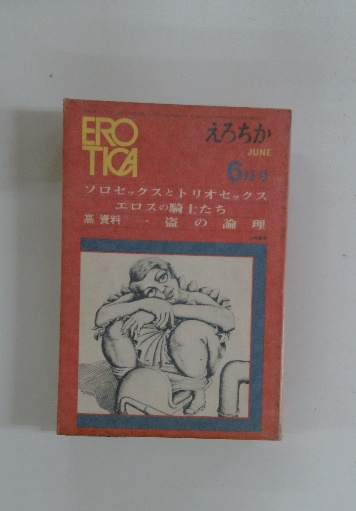 ERO
TICA
えろちか
JUNE
6月号
ソロセックスとトリオセックス
エロスの騎士たち
高 資料 一 盗 の 論 理